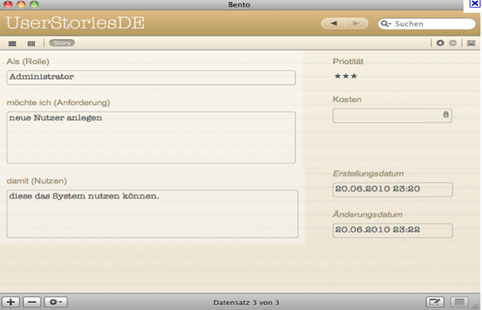 Bento
UserStoriesDE
Suchen
Story
Als (Rolle)
Administrator
möchte ich (Anforderung)
neue Nutzer anlegen
damit (Nutzen)
diese das System nutzen können.
Priotität
★★★
Kosten
8
Erstellungsdatum
20.06.2010 23:20
Änderungsdatum
20.06.2010 23:22
Datensatz 3 von 3